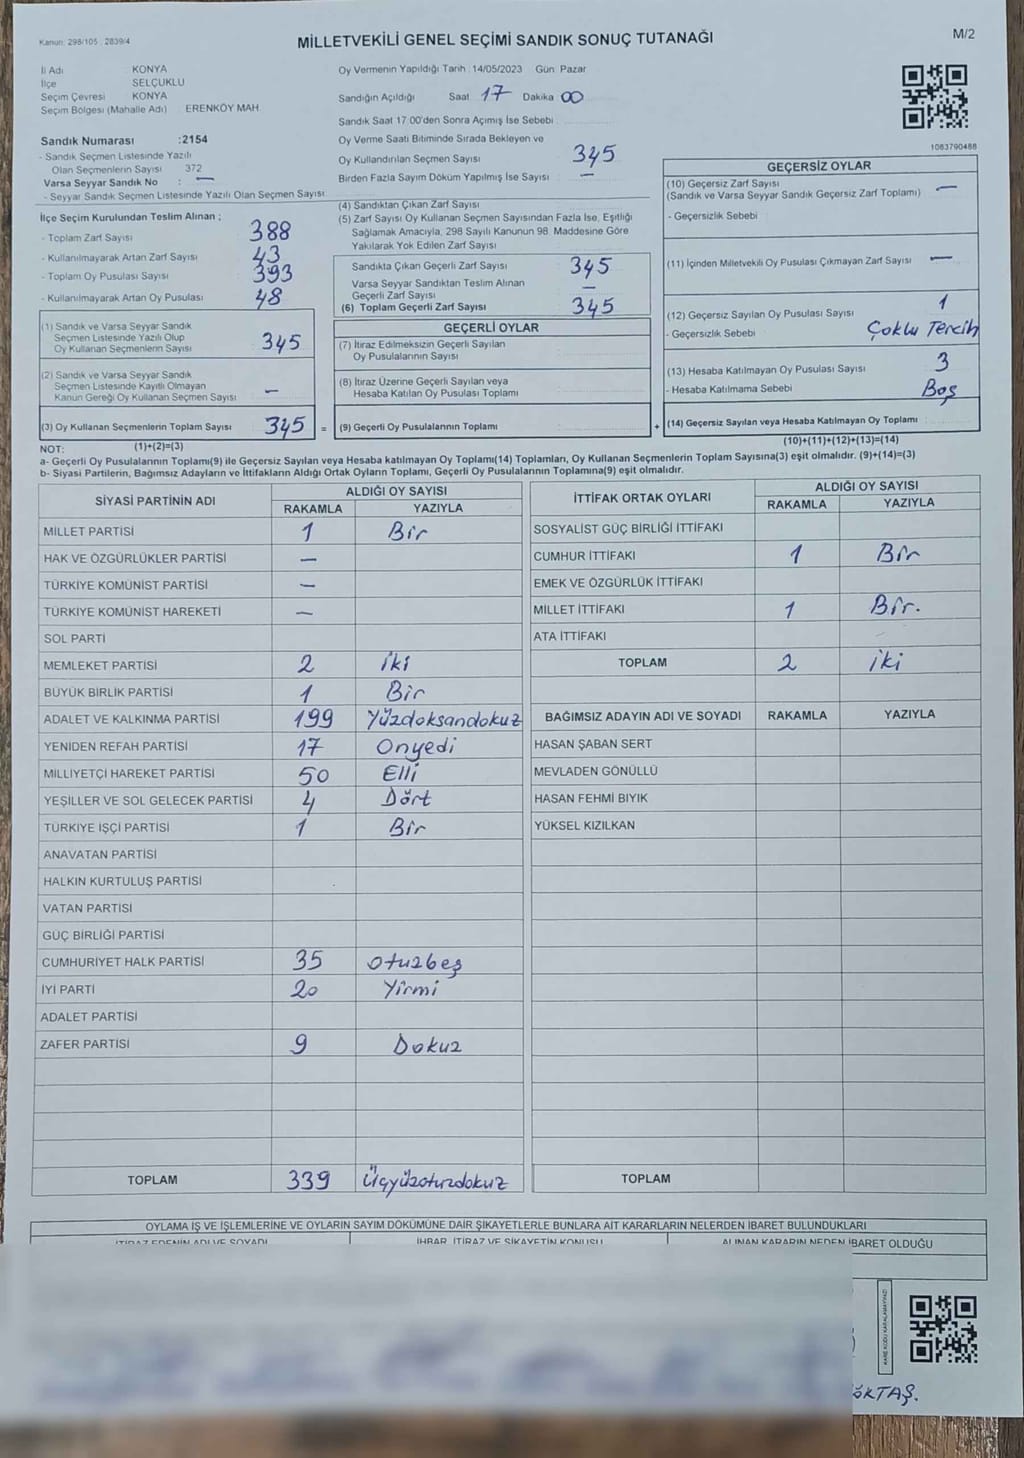 Kanun: 298/105 2839/4
MİLLETVEKİLİ GENEL SEÇİMİ SANDIK SONUÇ TUTANAĞI
M/2
İl Adı KONYA
İlçe SELÇUKLU
Seçim Çevresi KONYA
Seçim Bölgesi (Mahalle Adı) ERENKÖY MAH.
Sandık Numarası :2154
- Sandık Seçmen Listesinde Yazılı
Olan Seçmenlerin Sayısı 372
Varsa Seyyar Sandık No : —
- Seyyar Sandık Seçmen Listesinde Yazılı Olan Seçmen Sayısı
Oy Vermenin Yapıldığı Tarih :14/05/2023 Gün: Pazar
Sandığın Açıldığı Saat 17 Dakika 00
Sandık Saat 17:00'den Sonra Açımış İse Sebebi :
Oy Verme Saati Bitiminde Sırada Bekleyen ve
Oy Kullandırılan Seçmen Sayısı 345
Birden Fazla Sayım Döküm Yapılmış İse Sayısı —
1083790488
İlçe Seçim Kurulundan Teslim Alınan ;
- Toplam Zarf Sayısı 388
- Kullanılmayarak Artan Zarf Sayısı 43
- Toplam Oy Pusulası Sayısı 393
- Kullanılmayarak Artan Oy Pusulası 48
(1) Sandık ve Varsa Seyyar Sandık
Seçmen Listesinde Yazılı Olup
Oy Kullanan Seçmenlerin Sayısı 345
(2) Sandık ve Varsa Seyyar Sandık
Seçmen Listesinde Kayıtlı Olmayan
Kanun Gereği Oy Kullanan Seçmen Sayısı —
(3) Oy Kullanan Seçmenlerin Toplam Sayısı 345 =
(4) Sandıktan Çıkan Zarf Sayısı
(5) Zarf Sayısı Oy Kullanan Seçmen Sayısından Fazla İse, Eşitliği
Sağlamak Amacıyla, 298 Sayılı Kanunun 98. Maddesine Göre
Yakılarak Yok Edilen Zarf Sayısı
Sandıkta Çıkan Geçerli Zarf Sayısı 345
Varsa Seyyar Sandıktan Teslim Alınan
Geçerli Zarf Sayısı —
(6) Toplam Geçerli Zarf Sayısı 345
GEÇERLİ OYLAR
(7) İtiraz Edilmeksizin Geçerli Sayılan
Oy Pusulalarının Sayısı
(8) İtiraz Üzerine Geçerli Sayılan veya
Hesaba Katılan Oy Pusulası Toplamı
(9) Geçerli Oy Pusulalarının Toplamı +
GEÇERSİZ OYLAR
(10) Geçersiz Zarf Sayısı —
(Sandık ve Varsa Seyyar Sandık Geçersiz Zarf Toplamı)
- Geçersizlik Sebebi
(11) İçinden Milletvekili Oy Pusulası Çıkmayan Zarf Sayısı —
(12) Geçersiz Sayılan Oy Pusulası Sayısı 1
- Geçersizlik Sebebi Çoklu Tercih
(13) Hesaba Katılmayan Oy Pusulası Sayısı 3
- Hesaba Katılmama Sebebi Boş
(14) Geçersiz Sayılan veya Hesaba Katılmayan Oy Toplamı
NOT: (1)+(2)=(3)
(10)+(11)+(12)+(13)=(14)
a- Geçerli Oy Pusulalarının Toplamı(9) ile Geçersiz Sayılan veya Hesaba katılmayan Oy Toplamı(14) Toplamları, Oy Kullanan Seçmenlerin Toplam Sayısına(3) eşit olmalıdır. (9)+(14)=(3)
b- Siyasi Partilerin, Bağımsız Adayların ve İttifakların Aldığı Ortak Oyların Toplamı, Geçerli Oy Pusulalarının Toplamına(9) eşit olmalıdır.
SİYASİ PARTİNİN ADI ALDIĞI OY SAYISI
RAKAMLA YAZIYLA
MİLLET PARTİSİ 1 Bir
HAK VE ÖZGÜRLÜKLER PARTİSİ —
TÜRKİYE KOMÜNİST PARTİSİ —
TÜRKİYE KOMÜNİST HAREKETİ —
SOL PARTİ
MEMLEKET PARTİSİ 2 iki
BÜYÜK BİRLİK PARTİSİ 1 Bir
ADALET VE KALKINMA PARTİSİ 199 Yüzdoksandokuz
YENİDEN REFAH PARTİSİ 17 Onyedi
MİLLİYETÇİ HAREKET PARTİSİ 50 Elli
YEŞİLLER VE SOL GELECEK PARTİSİ 4 Dört
TÜRKİYE İŞÇİ PARTİSİ 1 Bir
ANAVATAN PARTİSİ
HALKIN KURTULUŞ PARTİSİ
VATAN PARTİSİ
GÜÇ BİRLİĞİ PARTİSİ
CUMHURİYET HALK PARTİSİ 35 otuzbeş
İYİ PARTİ 20 Yirmi
ADALET PARTİSİ
ZAFER PARTİSİ 9 Dokuz
TOPLAM 339 Üçyüzotuzdokuz
İTTİFAK ORTAK OYLARI ALDIĞI OY SAYISI
RAKAMLA YAZIYLA
SOSYALİST GÜÇ BİRLİĞİ İTTİFAKI
CUMHUR İTTİFAKI 1 Bir
EMEK VE ÖZGÜRLÜK İTTİFAKI
MİLLET İTTİFAKI 1 Bir.
ATA İTTİFAKI
TOPLAM 2 iki
BAĞIMSIZ ADAYIN ADI VE SOYADI RAKAMLA YAZIYLA
HASAN ŞABAN SERT
MEVLADEN GÖNÜLLÜ
HASAN FEHMİ BIYIK
YÜKSEL KIZILKAN
TOPLAM
OYLAMA İŞ VE İŞLEMLERİNE VE OYLARIN SAYIM DÖKÜMÜNE DAİR ŞİKAYETLERLE BUNLARA AİT KARARLARIN NELERDEN İBARET BULUNDUKLARI
İTİRAZ EDENİN ADI VE SOYADI İHBAR, İTİRAZ VE ŞİKAYETİN KONUSU ALINAN KARARIN NEDEN İBARET OLDUĞU
KARE KODU KARALAMAYINIZ!
ÖKTAŞ.